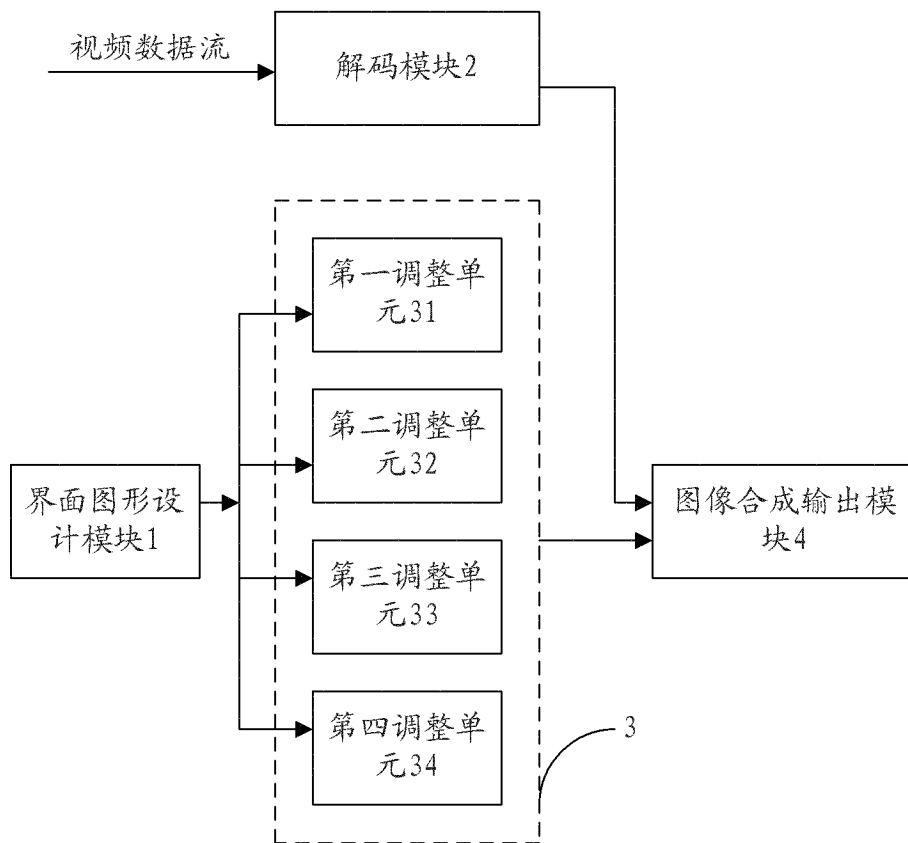 视频数据流
解码模块2
第一调整单
元31
第二调整单
元32
界面图形设
计模块1
图像合成输出模
块4
第三调整单
元33
第四调整单
元34
3